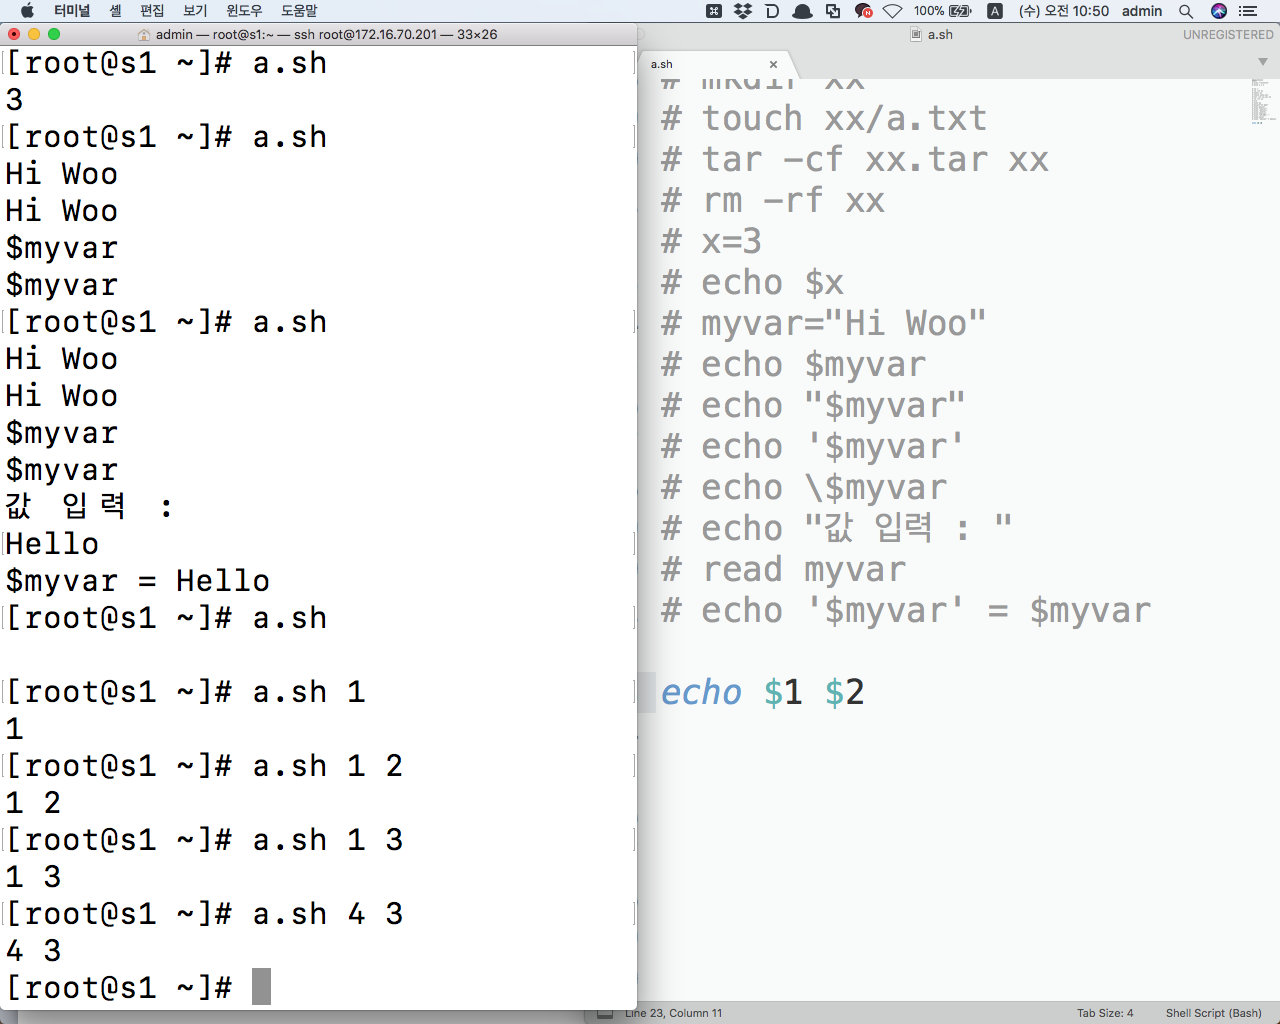 터미널 셸 편집 보기 윈도우 도움말 100% A (수) 오전 10:50 admin
admin — root@s1:~ — ssh root@172.16.70.201 — 33×26
[root@s1 ~]# a.sh
3
[root@s1 ~]# a.sh
Hi Woo
Hi Woo
$myvar
$myvar
[root@s1 ~]# a.sh
Hi Woo
Hi Woo
$myvar
$myvar
값 입력 :
Hello
$myvar = Hello
[root@s1 ~]# a.sh
[root@s1 ~]# a.sh 1
1
[root@s1 ~]# a.sh 1 2
1 2
[root@s1 ~]# a.sh 1 3
1 3
[root@s1 ~]# a.sh 4 3
4 3
[root@s1 ~]#
a.sh UNREGISTERED
a.sh ×
# mkdir xx
# touch xx/a.txt
# tar -cf xx.tar xx
# rm -rf xx
# x=3
# echo $x
# myvar="Hi Woo"
# echo $myvar
# echo "$myvar"
# echo '$myvar'
# echo \$myvar
# echo "값 입력 : "
# read myvar
# echo '$myvar' = $myvar
echo $1 $2
Line 23, Column 11 Tab Size: 4 Shell Script (Bash)